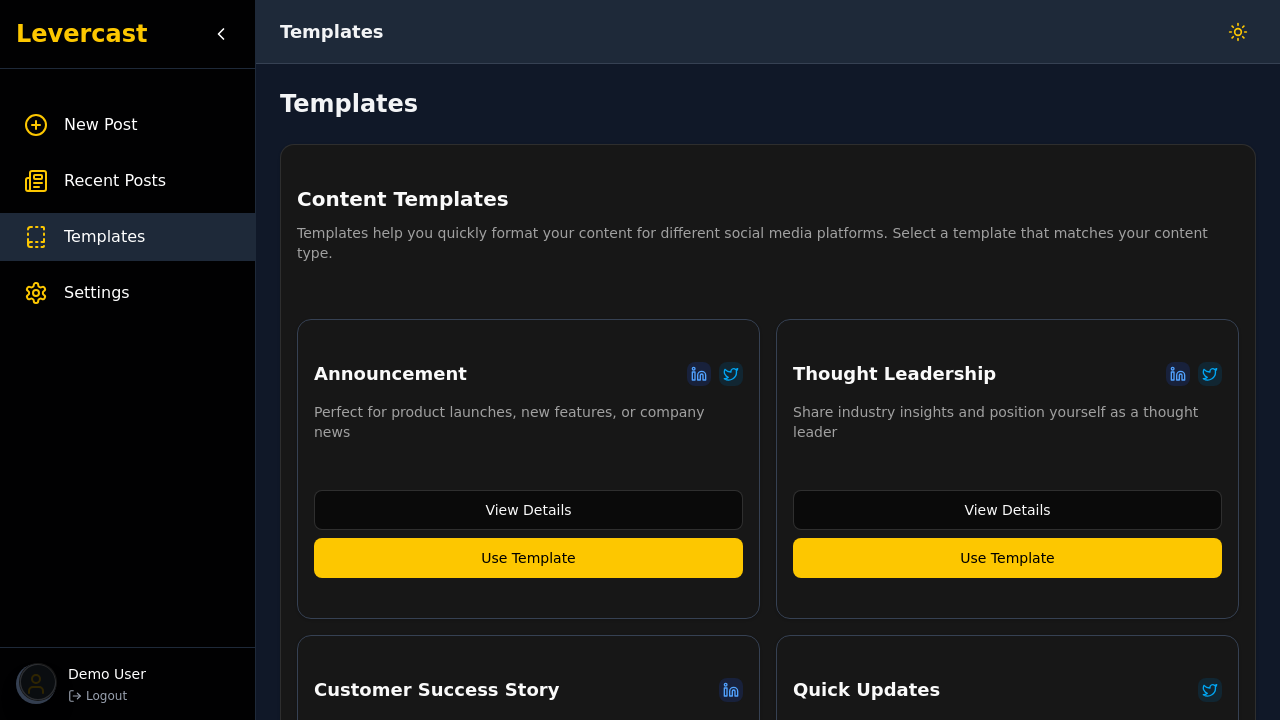 Levercast
New Post
Recent Posts
Templates
Settings
Demo User
Logout
Templates
Templates
Content Templates
Templates help you quickly format your content for different social media platforms. Select a template that matches your content
type.
Announcement
Perfect for product launches, new features, or company
news
View Details
Use Template
Thought Leadership
Share industry insights and position yourself as a thought
leader
View Details
Use Template
Customer Success Story
Quick Updates